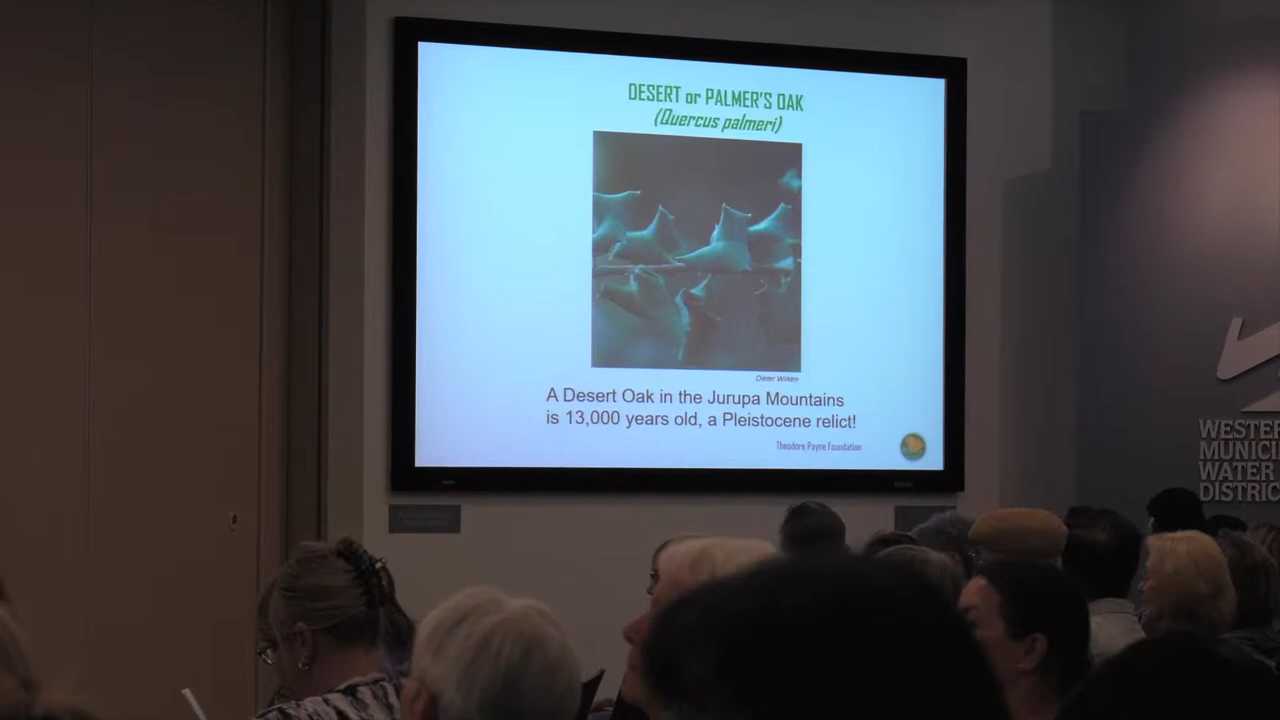 DESERT or PALMER'S OAK
(Quercus palmeri)
Dieter Wilken
A Desert Oak in the Jurupa Mountains
is 13,000 years old, a Pleistocene relict!
Theodore Payne Foundation
WESTER
MUNICI
WATER
DISTRIC